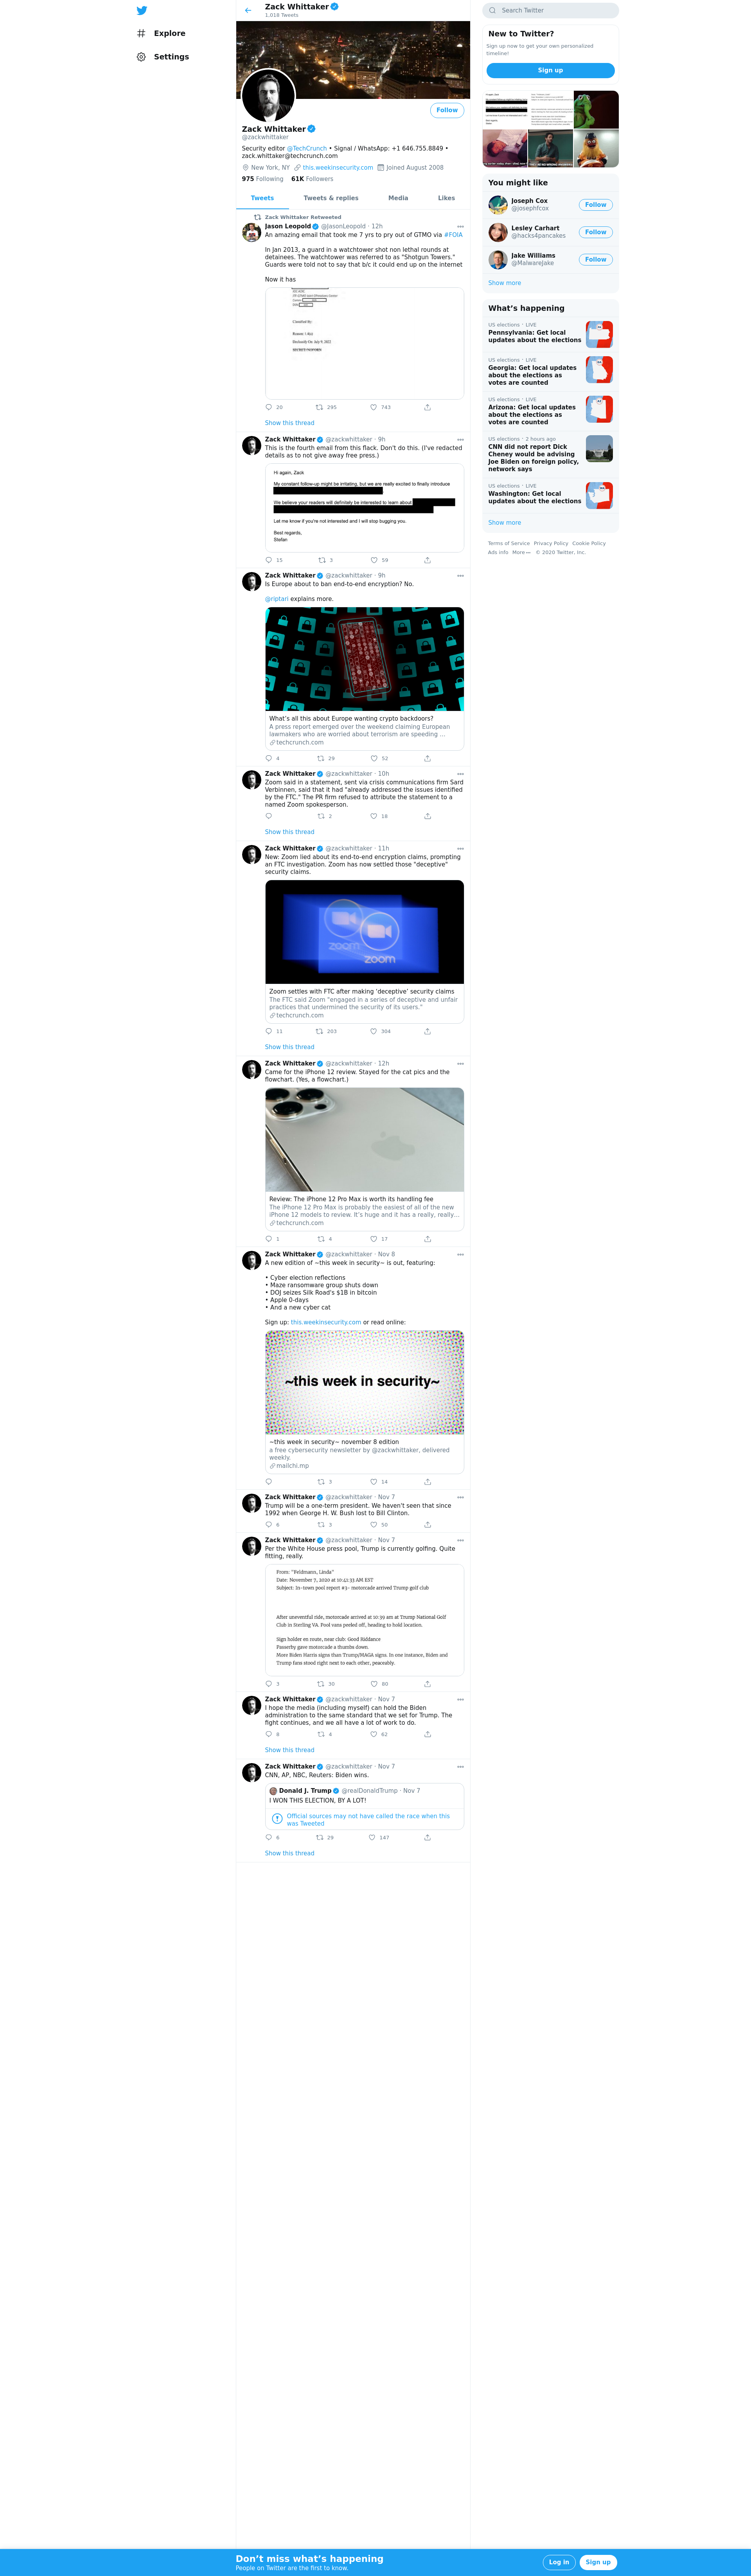 Explore
Settings
Zack Whittaker
1,018 Tweets
Follow
Zack Whittaker
@zackwhittaker
Security editor @TechCrunch • Signal / WhatsApp: +1 646.755.8849 •
zack.whittaker@techcrunch.com
New York, NY this.weekinsecurity.com Joined August 2008
975 Following 61K Followers
Tweets Tweets & replies Media Likes
Zack Whittaker Retweeted
Jason Leopold @JasonLeopold · 12h
An amazing email that took me 7 yrs to pry out of GTMO via #FOIA
In Jan 2013, a guard in a watchtower shot non lethal rounds at
detainees. The watchtower was referred to as "Shotgun Towers."
Guards were told not to say that b/c it could end up on the internet
Now it has
Classified By:
Reason: 1.4(c)
Declassify On: July 9, 2022
SECRET//NOFORN
20 295 743
Show this thread
Zack Whittaker @zackwhittaker · 9h
This is the fourth email from this flack. Don't do this. (I've redacted
details as to not give away free press.)
Hi again, Zack
My constant follow-up might be irritating, but we are really excited to finally introduce
We believe your readers will definitely be interested to learn about
Let me know if you're not interested and I will stop bugging you.
Best regards,
Stefan
15 3 59
Zack Whittaker @zackwhittaker · 9h
Is Europe about to ban end-to-end encryption? No.
@riptari explains more.
What's all this about Europe wanting crypto backdoors?
A press report emerged over the weekend claiming European
lawmakers who are worried about terrorism are speeding ...
techcrunch.com
4 29 52
Zack Whittaker @zackwhittaker · 10h
Zoom said in a statement, sent via crisis communications firm Sard
Verbinnen, said that it had "already addressed the issues identified
by the FTC." The PR firm refused to attribute the statement to a
named Zoom spokesperson.
2 18
Show this thread
Zack Whittaker @zackwhittaker · 11h
New: Zoom lied about its end-to-end encryption claims, prompting
an FTC investigation. Zoom has now settled those "deceptive"
security claims.
zoom
Zoom settles with FTC after making 'deceptive' security claims
The FTC said Zoom "engaged in a series of deceptive and unfair
practices that undermined the security of its users."
techcrunch.com
11 203 304
Show this thread
Zack Whittaker @zackwhittaker · 12h
Came for the iPhone 12 review. Stayed for the cat pics and the
flowchart. (Yes, a flowchart.)
Review: The iPhone 12 Pro Max is worth its handling fee
The iPhone 12 Pro Max is probably the easiest of all of the new
iPhone 12 models to review. It's huge and it has a really, really...
techcrunch.com
1 4 17
Zack Whittaker @zackwhittaker · Nov 8
A new edition of ~this week in security~ is out, featuring:
• Cyber election reflections
• Maze ransomware group shuts down
• DOJ seizes Silk Road's $1B in bitcoin
• Apple 0-days
• And a new cyber cat
Sign up: this.weekinsecurity.com or read online:
~this week in security~
~this week in security~ november 8 edition
a free cybersecurity newsletter by @zackwhittaker, delivered
weekly.
mailchi.mp
3 14
Zack Whittaker @zackwhittaker · Nov 7
Trump will be a one-term president. We haven't seen that since
1992 when George H. W. Bush lost to Bill Clinton.
6 3 50
Zack Whittaker @zackwhittaker · Nov 7
Per the White House press pool, Trump is currently golfing. Quite
fitting, really.
From: "Feldmann, Linda"
Date: November 7, 2020 at 10:42:33 AM EST
Subject: In-town pool report #3- motorcade arrived Trump golf club
After uneventful ride, motorcade arrived at 10:39 am at Trump National Golf
Club in Sterling VA. Pool vans peeled off, heading to hold location.
Sign holder en route, near club: Good Riddance
Passerby gave motorcade a thumbs down.
More Biden Harris signs than Trump/MAGA signs. In one instance, Biden and
Trump fans stood right next to each other, peaceably.
3 30 80
Zack Whittaker @zackwhittaker · Nov 7
I hope the media (including myself) can hold the Biden
administration to the same standard that we set for Trump. The
fight continues, and we all have a lot of work to do.
8 4 62
Show this thread
Zack Whittaker @zackwhittaker · Nov 7
CNN, AP, NBC, Reuters: Biden wins.
Donald J. Trump @realDonaldTrump · Nov 7
I WON THIS ELECTION, BY A LOT!
Official sources may not have called the race when this
was Tweeted
6 29 147
Show this thread
Search Twitter
New to Twitter?
Sign up now to get your own personalized
timeline!
Sign up
You might like
Joseph Cox
@josephfcox
Follow
Lesley Carhart
@hacks4pancakes
Follow
Jake Williams
@MalwareJake
Follow
Show more
What's happening
US elections · LIVE
Pennsylvania: Get local
updates about the elections
US elections · LIVE
Georgia: Get local updates
about the elections as
votes are counted
US elections · LIVE
Arizona: Get local updates
about the elections as
votes are counted
US elections · 2 hours ago
CNN did not report Dick
Cheney would be advising
Joe Biden on foreign policy,
network says
US elections · LIVE
Washington: Get local
updates about the elections
Show more
Terms of Service Privacy Policy Cookie Policy
Ads info More © 2020 Twitter, Inc.
Don't miss what's happening
People on Twitter are the first to know.
Log in
Sign up